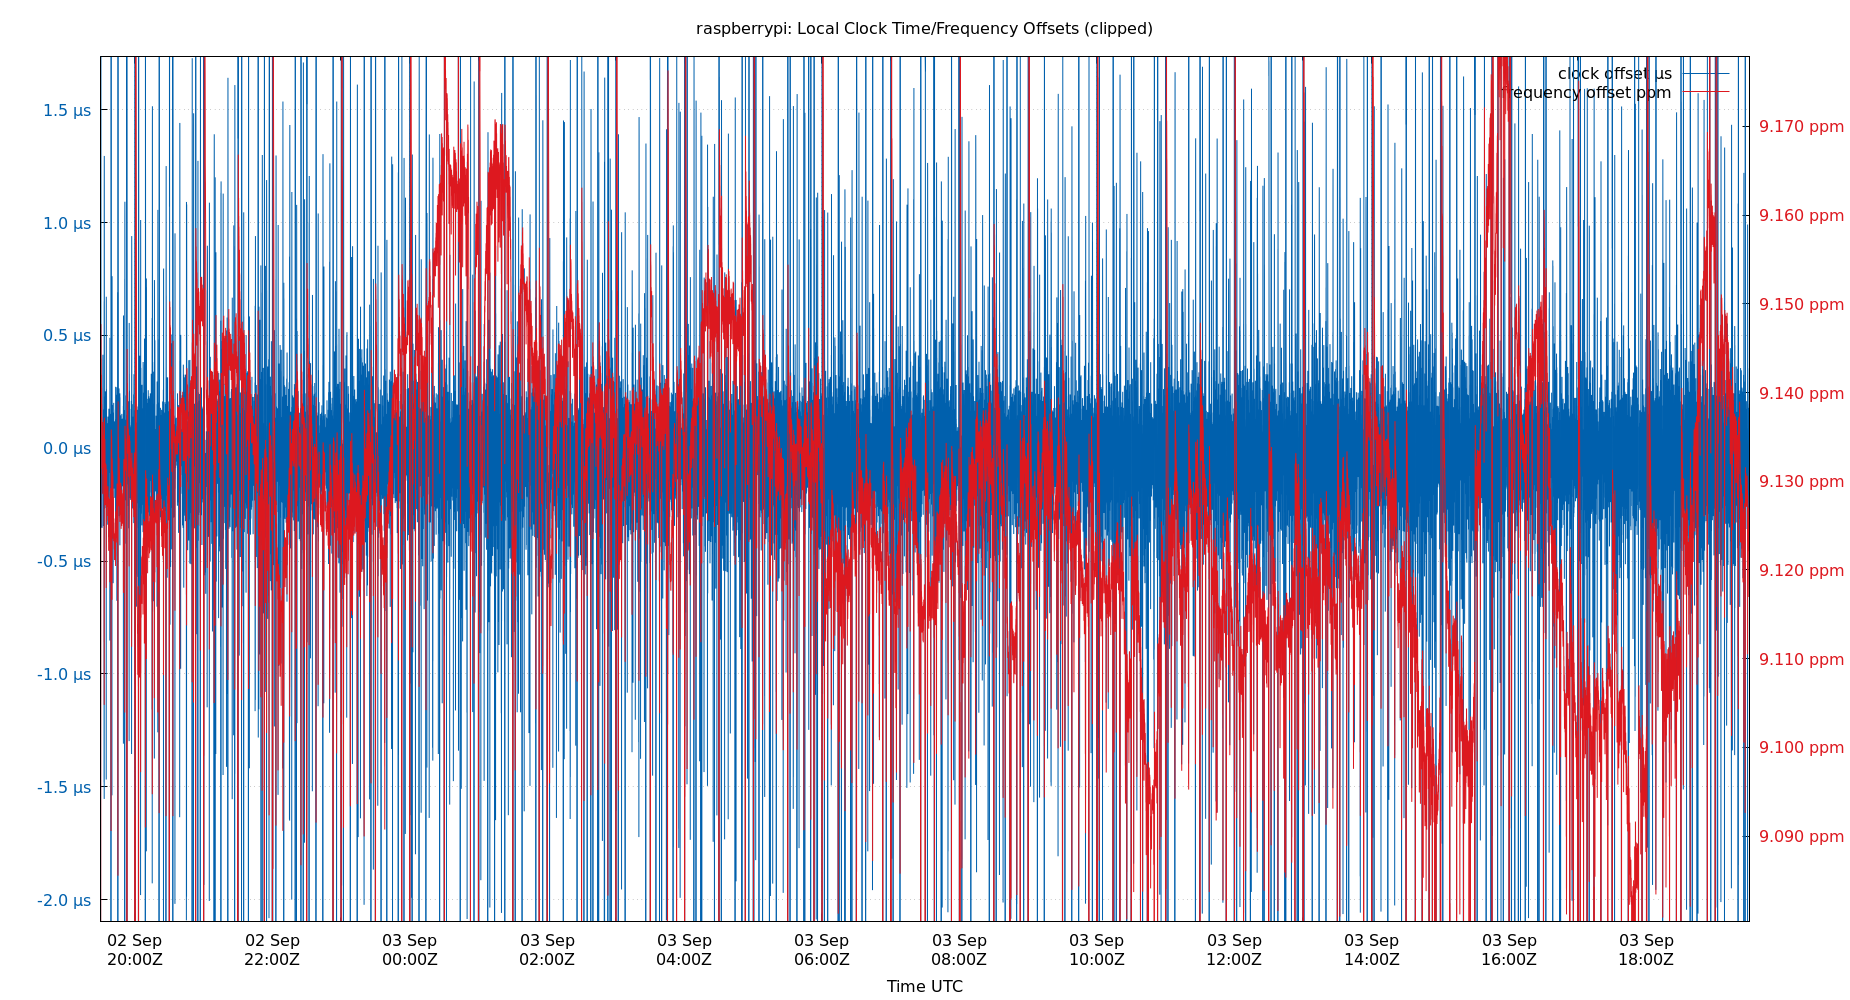 raspberrypi: Local Clock Time/Frequency Offsets (clipped)
clock offset µs
frequency offset ppm
1.5 µs
1.0 µs
0.5 µs
0.0 µs
-0.5 µs
-1.0 µs
-1.5 µs
-2.0 µs
9.170 ppm
9.160 ppm
9.150 ppm
9.140 ppm
9.130 ppm
9.120 ppm
9.110 ppm
9.100 ppm
9.090 ppm
02 Sep 02 Sep 03 Sep 03 Sep 03 Sep 03 Sep 03 Sep 03 Sep 03 Sep 03 Sep 03 Sep 03 Sep
20:00Z 22:00Z 00:00Z 02:00Z 04:00Z 06:00Z 08:00Z 10:00Z 12:00Z 14:00Z 16:00Z 18:00Z
Time UTC